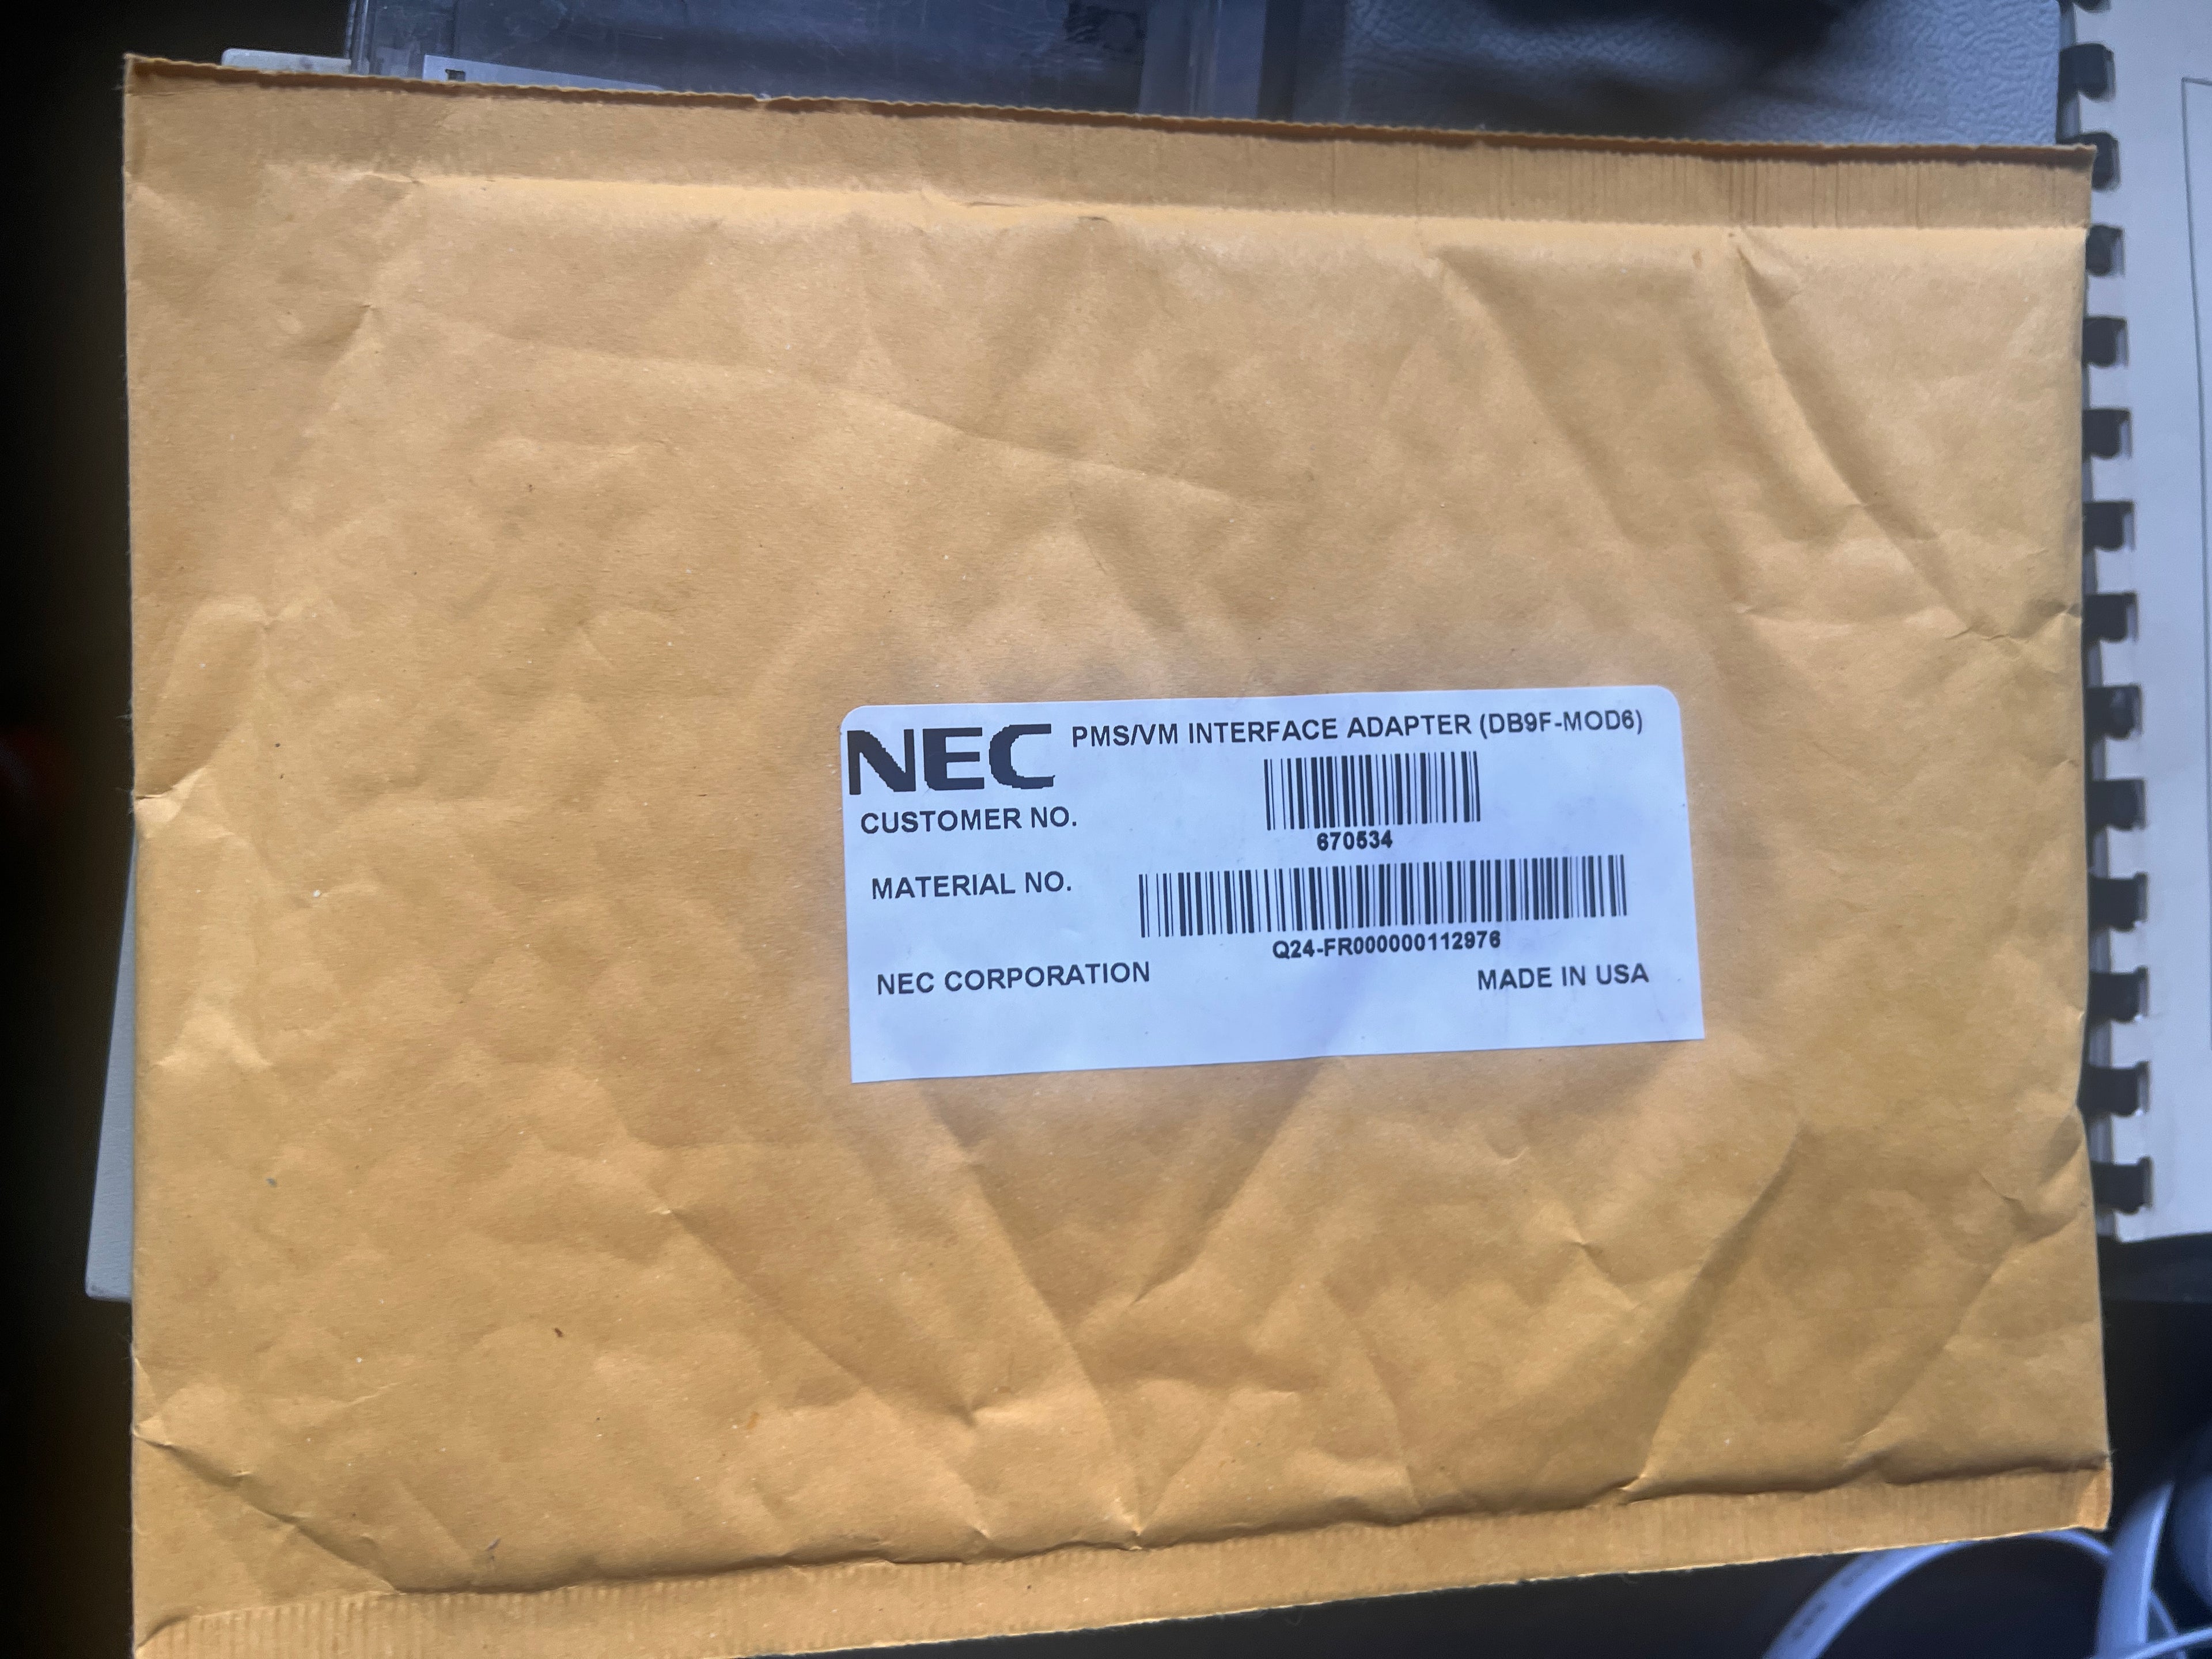 NEC PMS/VM INTERFACE ADAPTER (DB9F-MOD6)
CUSTOMER NO.
670534
MATERIAL NO.
Q24-FR000000112976
NEC CORPORATION MADE IN USA